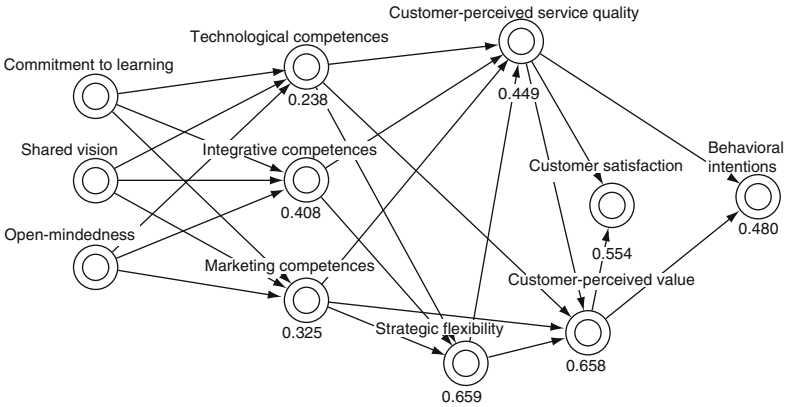 Customer-perceived service quality
Technological competences
Commitment to learning
0.238
0.449
Shared vision
Integrative competences
Behavioral
intentions
Customer satisfaction
0.408
0.480
Open-mindedness
0.554
Marketing competences
Customer-perceived value
0.325
Strategic flexibility
0.658
0.659